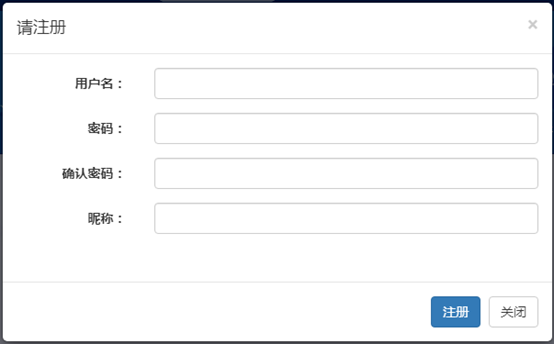 请注册 ×
用户名：
密码：
确认密码：
昵称：
注册 关闭